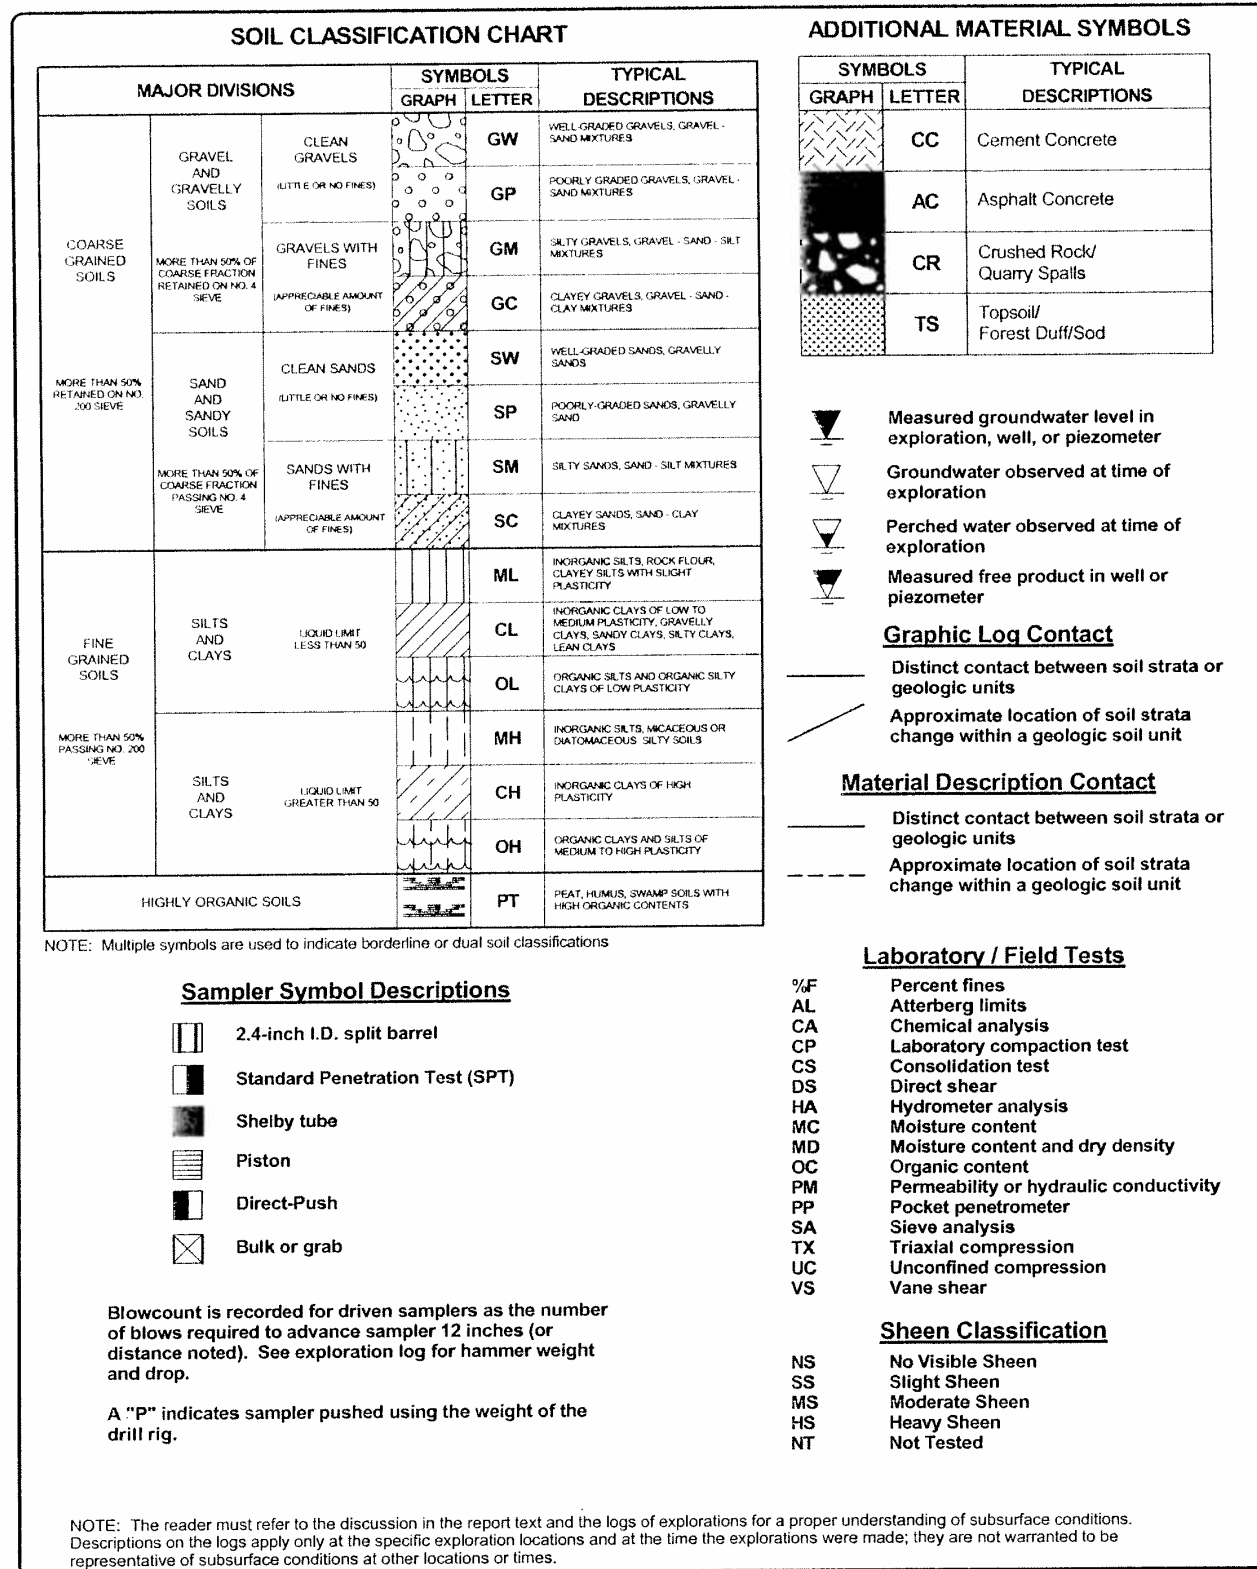 SOIL CLASSIFICATION CHART
MAJOR DIVISIONS
SYMBOLS
GRAPH
LETTER
TYPICAL
DESCRIPTIONS
COARSE
GRAINED
SOILS
MORE THAN 50%
RETAINED ON NO.
200 SIEVE
GRAVEL
AND
GRAVELLY
SOILS
MORE THAN 50% OF
COARSE FRACTION
RETAINED ON NO. 4
SIEVE
CLEAN
GRAVELS
(LITTLE OR NO FINES)
GW
WELL-GRADED GRAVELS, GRAVEL -
SAND MIXTURES
GP
POORLY GRADED GRAVELS, GRAVEL -
SAND MIXTURES
GRAVELS WITH
FINES
(APPRECIABLE AMOUNT
OF FINES)
GM
SILTY GRAVELS, GRAVEL - SAND - SILT
MIXTURES
GC
CLAYEY GRAVELS, GRAVEL - SAND -
CLAY MIXTURES
SAND
AND
SANDY
SOILS
MORE THAN 50% OF
COARSE FRACTION
PASSING NO. 4
SIEVE
CLEAN SANDS
(LITTLE OR NO FINES)
SW
WELL-GRADED SANDS, GRAVELLY
SANDS
SP
POORLY-GRADED SANDS, GRAVELLY
SAND
SANDS WITH
FINES
(APPRECIABLE AMOUNT
OF FINES)
SM
SILTY SANDS, SAND - SILT MIXTURES
SC
CLAYEY SANDS, SAND - CLAY
MIXTURES
FINE
GRAINED
SOILS
MORE THAN 50%
PASSING NO. 200
SIEVE
SILTS
AND
CLAYS
LIQUID LIMIT
LESS THAN 50
ML
INORGANIC SILTS, ROCK FLOUR,
CLAYEY SILTS WITH SLIGHT
PLASTICITY
CL
INORGANIC CLAYS OF LOW TO
MEDIUM PLASTICITY, GRAVELLY
CLAYS, SANDY CLAYS, SILTY CLAYS,
LEAN CLAYS
OL
ORGANIC SILTS AND ORGANIC SILTY
CLAYS OF LOW PLASTICITY
SILTS
AND
CLAYS
LIQUID LIMIT
GREATER THAN 50
MH
INORGANIC SILTS, MICACEOUS OR
DIATOMACEOUS SILTY SOILS
CH
INORGANIC CLAYS OF HIGH
PLASTICITY
OH
ORGANIC CLAYS AND SILTS OF
MEDIUM TO HIGH PLASTICITY
HIGHLY ORGANIC SOILS
PT
PEAT, HUMUS, SWAMP SOILS WITH
HIGH ORGANIC CONTENTS
NOTE: Multiple symbols are used to indicate borderline or dual soil classifications
Sampler Symbol Descriptions
2.4-inch I.D. split barrel
Standard Penetration Test (SPT)
Shelby tube
Piston
Direct-Push
Bulk or grab
Blowcount is recorded for driven samplers as the number
of blows required to advance sampler 12 inches (or
distance noted). See exploration log for hammer weight
and drop.
A "P" indicates sampler pushed using the weight of the
drill rig.
ADDITIONAL MATERIAL SYMBOLS
SYMBOLS
GRAPH
LETTER
TYPICAL
DESCRIPTIONS
CC
Cement Concrete
AC
Asphalt Concrete
CR
Crushed Rock/
Quarry Spalls
TS
Topsoil/
Forest Duff/Sod
Measured groundwater level in
exploration, well, or piezometer
Groundwater observed at time of
exploration
Perched water observed at time of
exploration
Measured free product in well or
piezometer
Graphic Log Contact
Distinct contact between soil strata or
geologic units
Approximate location of soil strata
change within a geologic soil unit
Material Description Contact
Distinct contact between soil strata or
geologic units
Approximate location of soil strata
change within a geologic soil unit
Laboratory / Field Tests
%F Percent fines
AL Atterberg limits
CA Chemical analysis
CP Laboratory compaction test
CS Consolidation test
DS Direct shear
HA Hydrometer analysis
MC Moisture content
MD Moisture content and dry density
OC Organic content
PM Permeability or hydraulic conductivity
PP Pocket penetrometer
SA Sieve analysis
TX Triaxial compression
UC Unconfined compression
VS Vane shear
Sheen Classification
NS No Visible Sheen
SS Slight Sheen
MS Moderate Sheen
HS Heavy Sheen
NT Not Tested
NOTE: The reader must refer to the discussion in the report text and the logs of explorations for a proper understanding of subsurface conditions.
Descriptions on the logs apply only at the specific exploration locations and at the time the explorations were made; they are not warranted to be
representative of subsurface conditions at other locations or times.